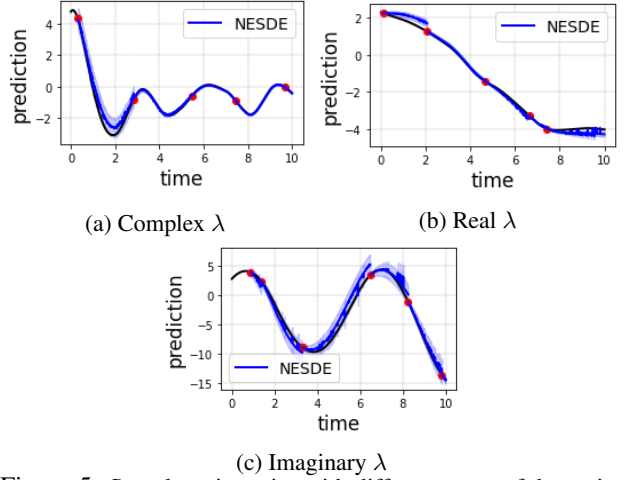 4
2
0
−2
prediction
NESDE
0 2 4 6 8 10
time
(a) Complex λ
2
0
−2
−4
prediction
NESDE
0 2 4 6 8 10
time
(b) Real λ
5
0
−5
−10
−15
prediction
NESDE
0 2 4 6 8 10
time
(c) Imaginary λ